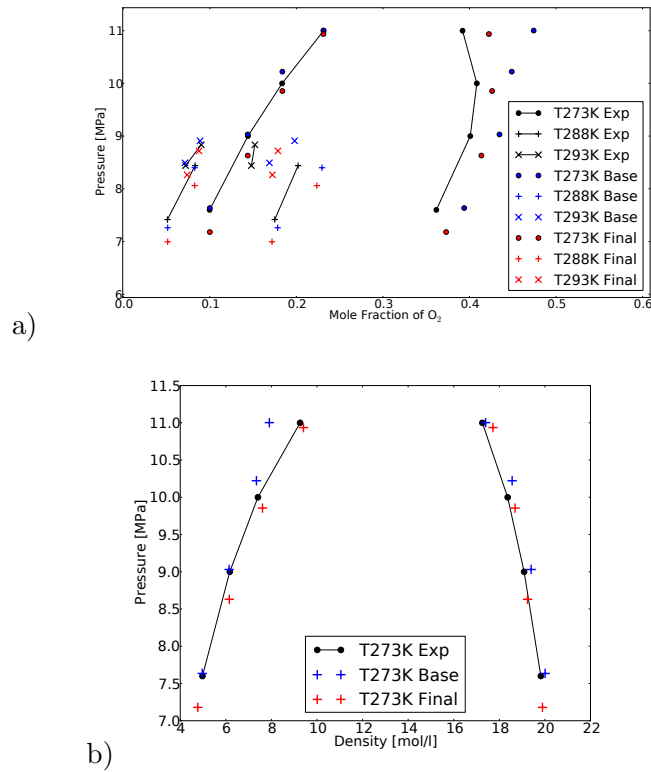 11
10
9
8
7
6
Pressure [MPa]
0.0 0.1 0.2 0.3 0.4 0.5 0.6
Mole Fraction of O₂
T273K Exp
T288K Exp
T293K Exp
T273K Base
T288K Base
T293K Base
T273K Final
T288K Final
T293K Final
a)
11.5
11.0
10.5
10.0
9.5
9.0
8.5
8.0
7.5
7.0
Pressure [MPa]
4 6 8 10 12 14 16 18 20 22
Density [mol/l]
T273K Exp
T273K Base
T273K Final
b)